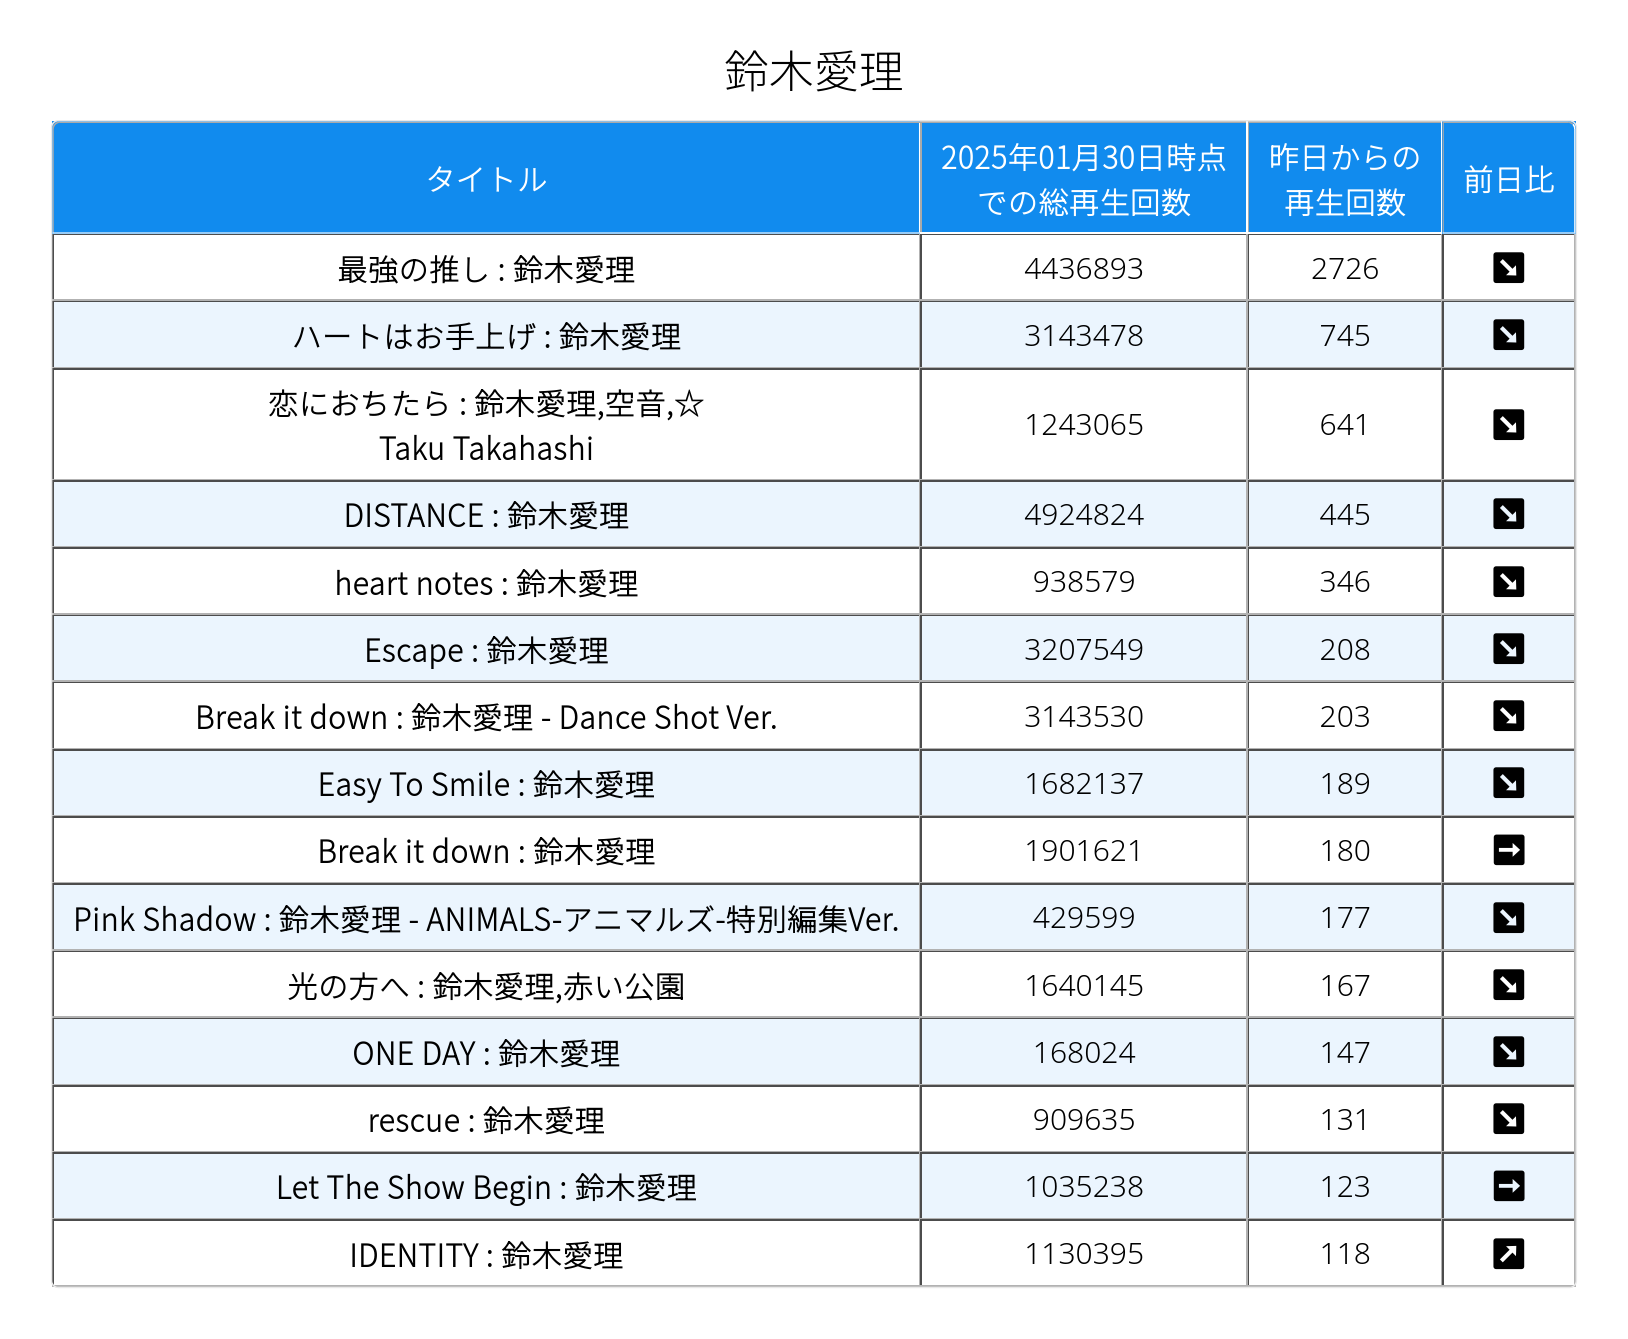 鈴木愛理
タイトル
2025年01月30日時点
での総再生回数
昨日からの
再生回数
前日比
最強の推し : 鈴木愛理 4436893 2726 ↘
ハートはお手上げ : 鈴木愛理 3143478 745 ↘
恋におちたら : 鈴木愛理,空音,☆
Taku Takahashi 1243065 641 ↘
DISTANCE : 鈴木愛理 4924824 445 ↘
heart notes : 鈴木愛理 938579 346 ↘
Escape : 鈴木愛理 3207549 208 ↘
Break it down : 鈴木愛理 - Dance Shot Ver. 3143530 203 ↘
Easy To Smile : 鈴木愛理 1682137 189 ↘
Break it down : 鈴木愛理 1901621 180 →
Pink Shadow : 鈴木愛理 - ANIMALS-アニマルズ-特別編集Ver. 429599 177 ↘
光の方へ : 鈴木愛理,赤い公園 1640145 167 ↘
ONE DAY : 鈴木愛理 168024 147 ↘
rescue : 鈴木愛理 909635 131 ↘
Let The Show Begin : 鈴木愛理 1035238 123 →
IDENTITY : 鈴木愛理 1130395 118 ↗